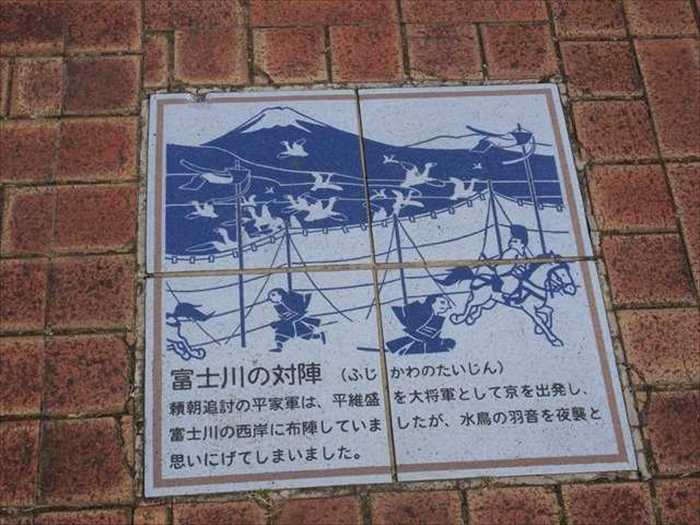 富士川の対陣 (ふじかわのたいじん)
頼朝追討の平家軍は、平維盛を大将軍として京を出発し、
富士川の西岸に布陣していましたが、水鳥の羽音を夜襲と
思いにげてしまいました。